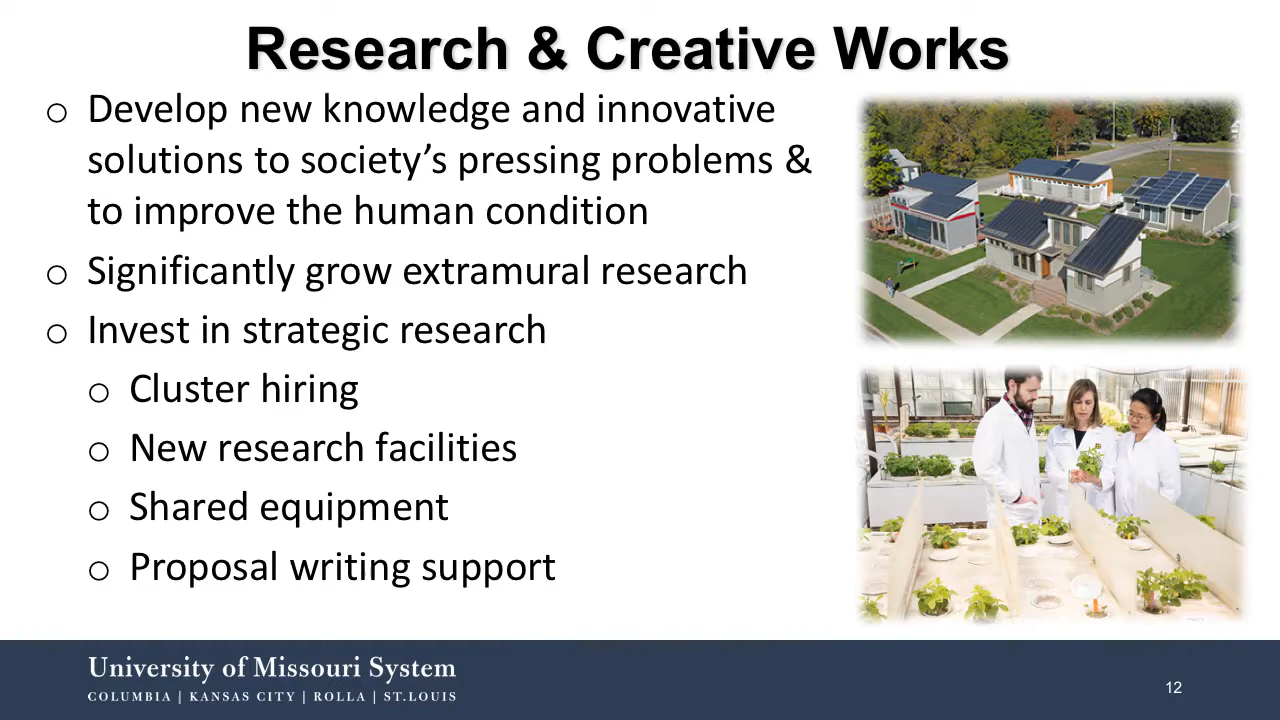 Research & Creative Works
o Develop new knowledge and innovative
solutions to society’s pressing problems &
to improve the human condition
o Significantly grow extramural research
o Invest in strategic research
o Cluster hiring
o New research facilities
o Shared equipment
o Proposal writing support
University of Missouri System
COLUMBIA | KANSAS CITY | ROLLA | ST.LOUIS
12